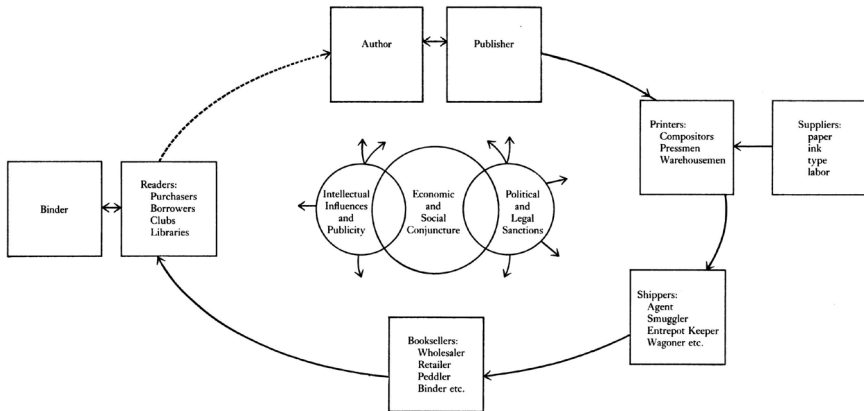 Author
Publisher
Printers:
Compositors
Pressmen
Warehousemen
Suppliers:
paper
ink
type
labor
Binder
Readers:
Purchasers
Borrowers
Clubs
Libraries
Intellectual
Influences
and
Publicity
Economic
and
Social
Conjuncture
Political
and
Legal
Sanctions
Shippers:
Agent
Smuggler
Entrepot Keeper
Wagoner etc.
Booksellers:
Wholesaler
Retailer
Peddler
Binder etc.